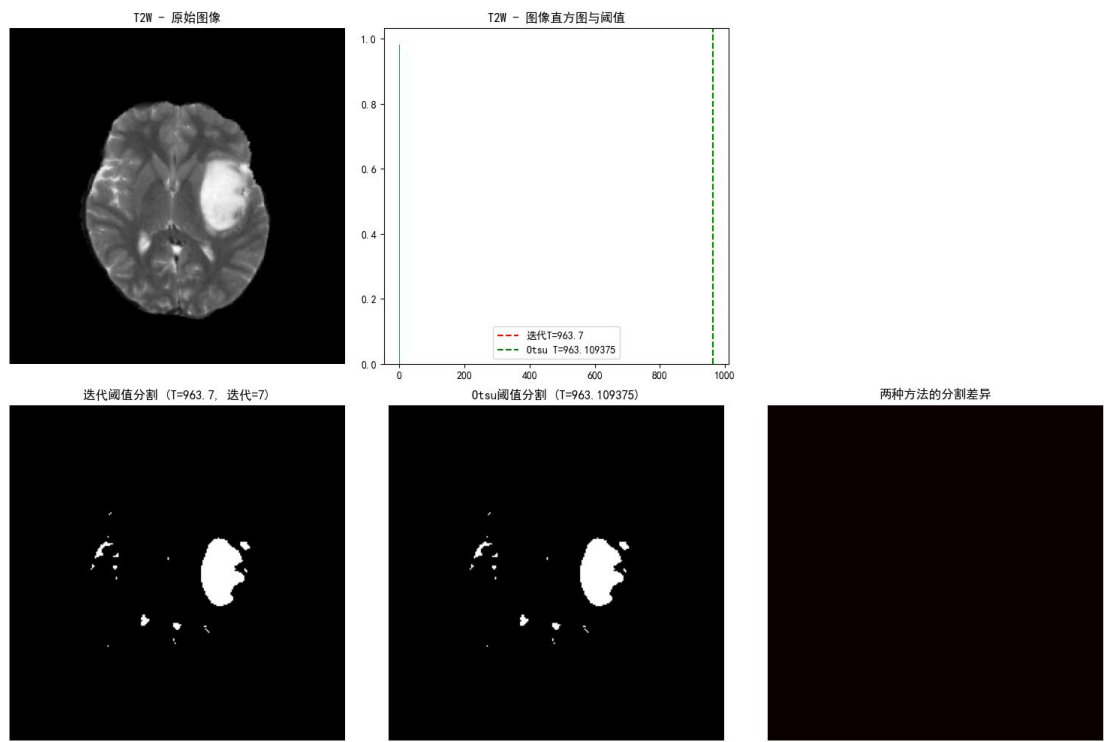 T2W - 原始图像
T2W - 图像直方图与阈值
1.0
0.8
0.6
0.4
0.2
0.0
迭代T=963.7
Otsu T=963.109375
0 200 400 600 800 1000
迭代阈值分割 (T=963.7, 迭代=7)
Otsu阈值分割 (T=963.109375)
两种方法的分割差异